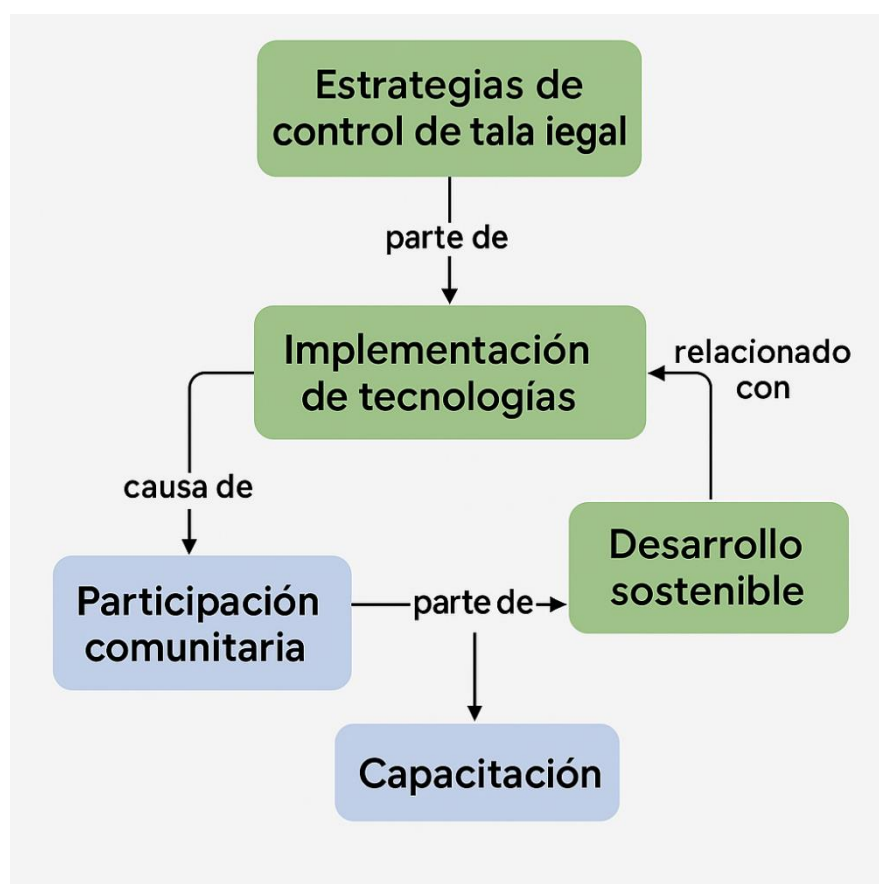 Estrategias de
control de tala iegal
parte de
Implementación
de tecnologías
relacionado
con
causa de
Desarrollo
sostenible
Participación
comunitaria
parte de
Capacitación